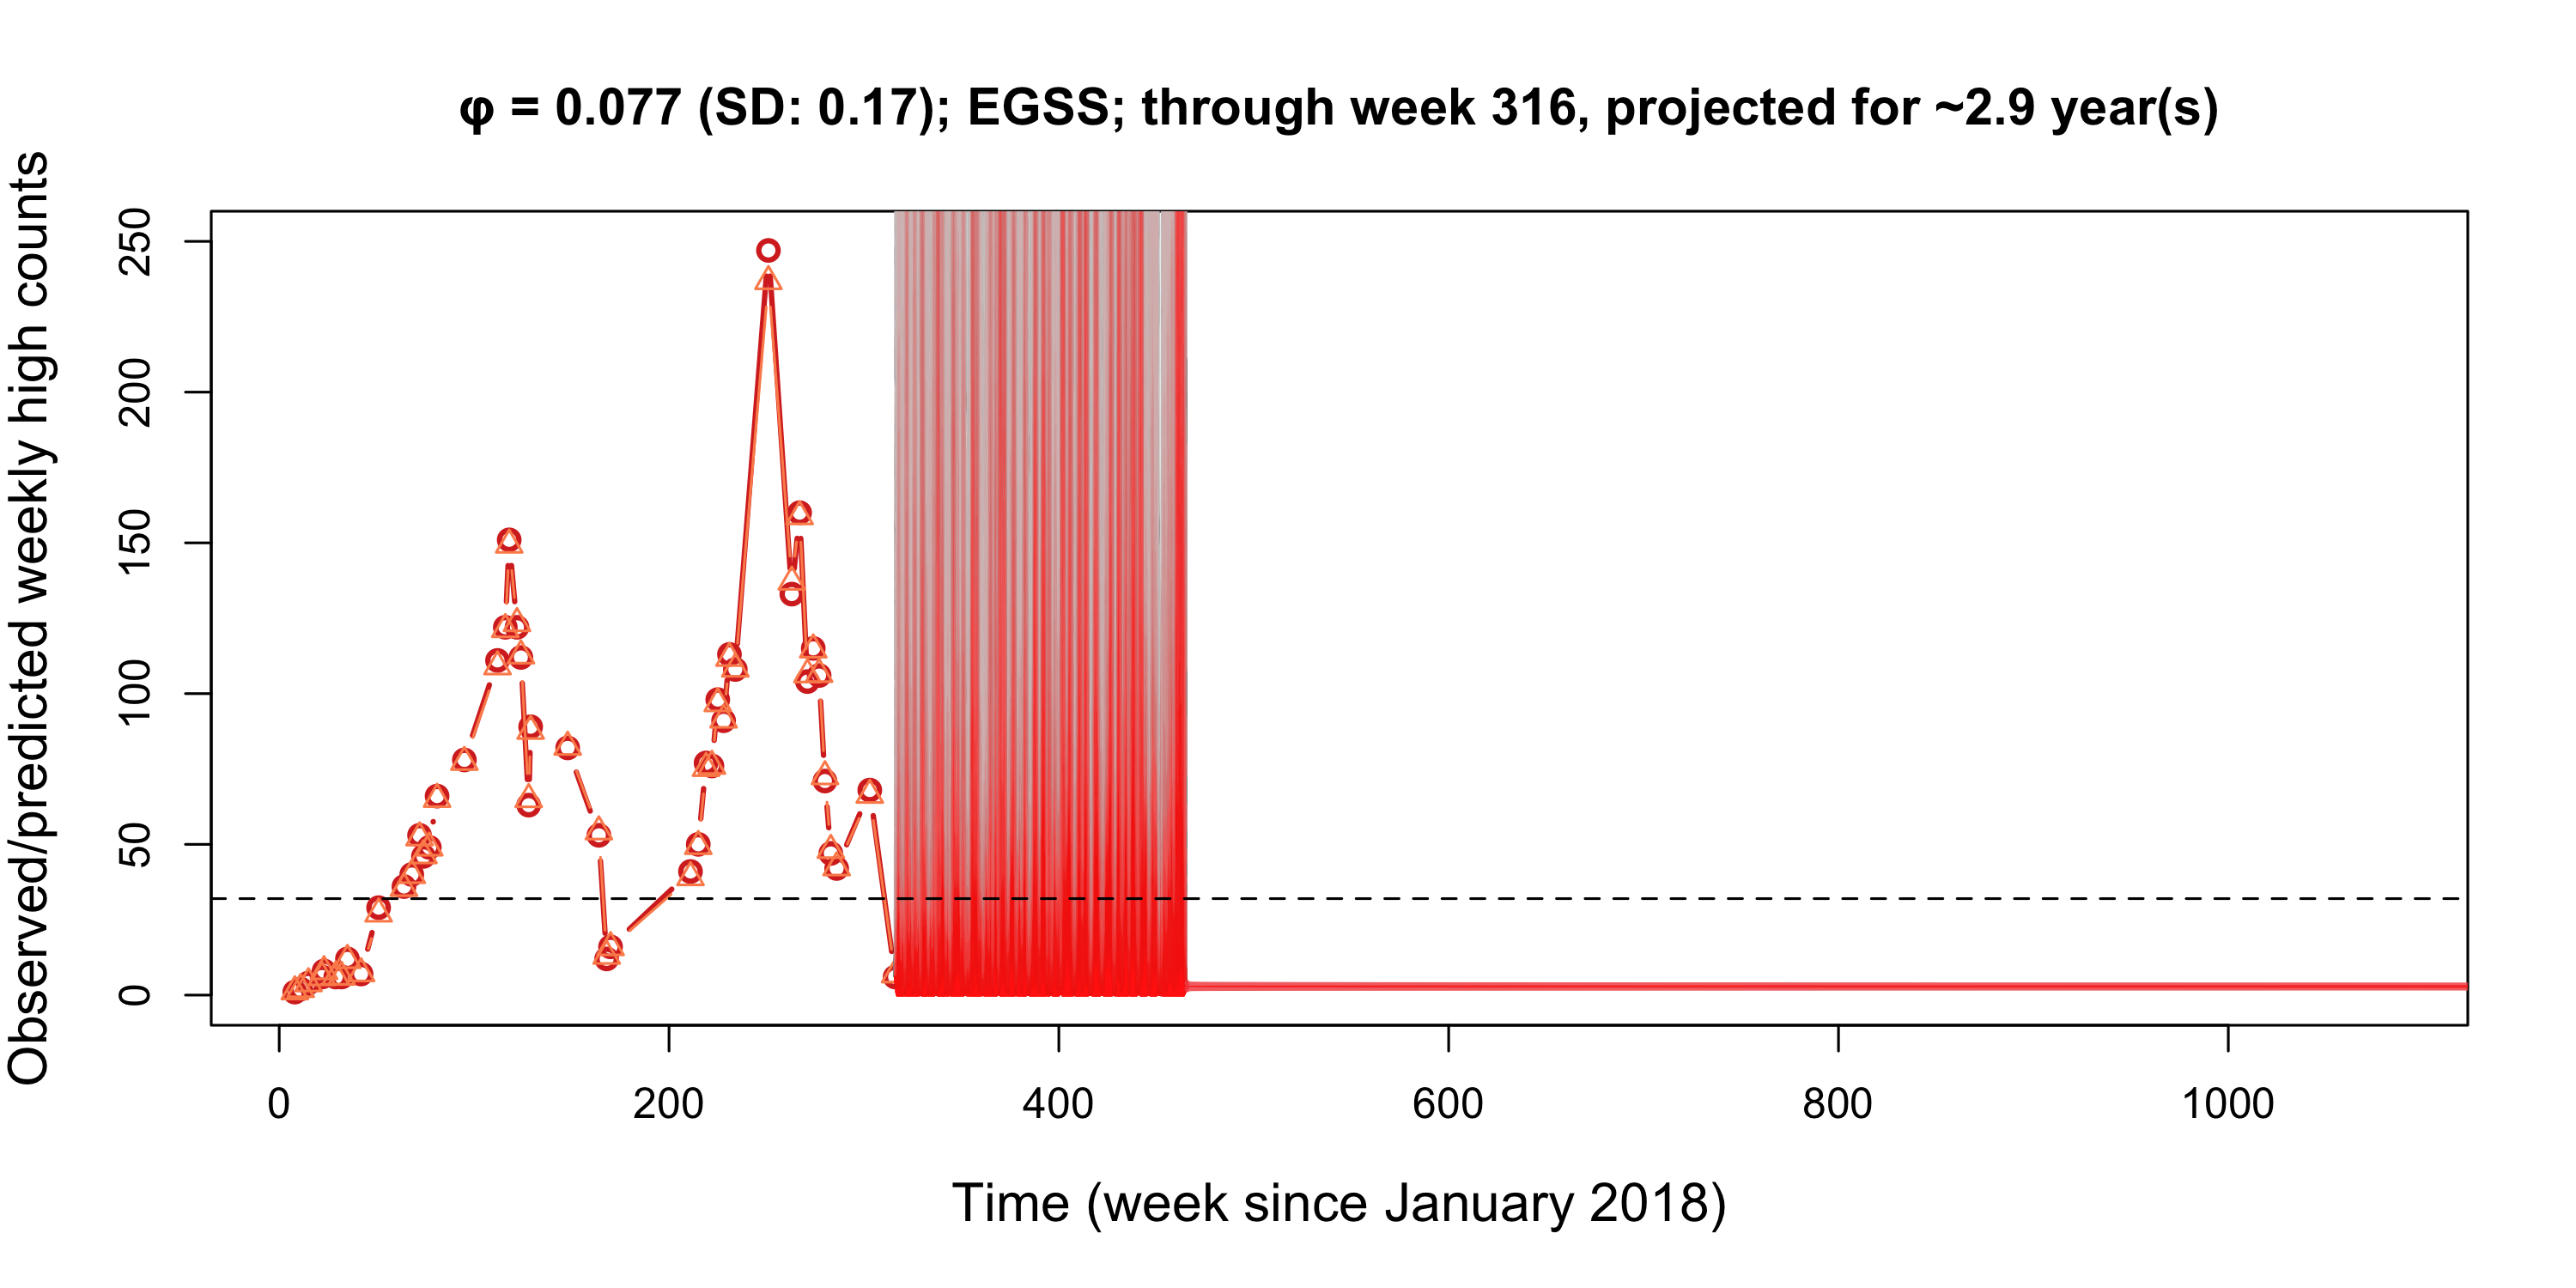 φ = 0.077 (SD: 0.17); EGSS; through week 316, projected for ~2.9 year(s)
Observed/predicted weekly high counts
250
200
150
100
50
0
0 200 400 600 800 1000
Time (week since January 2018)